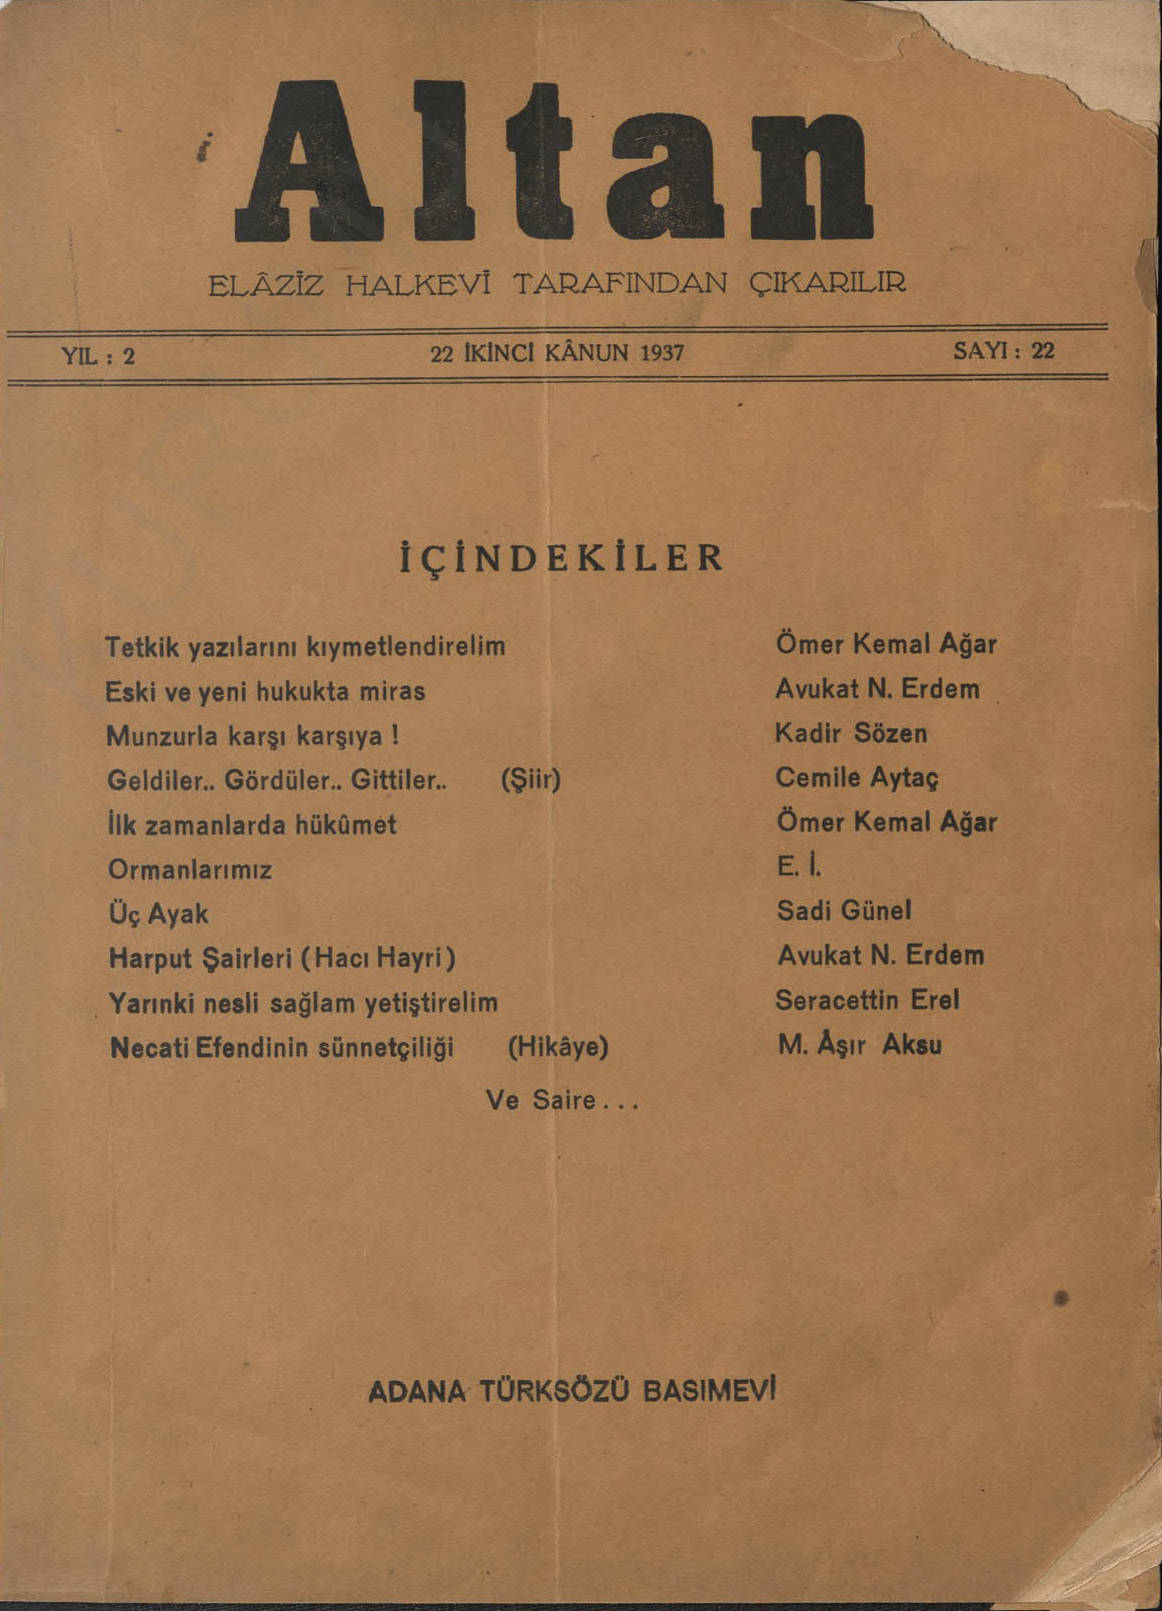 Altan
ELÂZİZ HALKEVİ TARAFINDAN ÇIKARILIR
YIL : 2 22 İKİNCİ KÂNUN 1937 SAYI : 22
İÇİNDEKİLER
Tetkik yazılarını kıymetlendirelim Ömer Kemal Ağar
Eski ve yeni hukukta miras Avukat N. Erdem
Munzurla karşı karşıya ! Kadir Sözen
Geldiler.. Gördüler.. Gittiler.. (Şiir) Cemile Aytaç
İlk zamanlarda hükûmet Ömer Kemal Ağar
Ormanlarımız E. İ.
Üç Ayak Sadi Günel
Harput Şairleri (Hacı Hayri) Avukat N. Erdem
Yarınki nesli sağlam yetiştirelim Seracettin Erel
Necati Efendinin sünnetçiliği (Hikâye) M. Âşır Aksu
Ve Saire...
ADANA TÜRKSÖZÜ BASIMEVİ